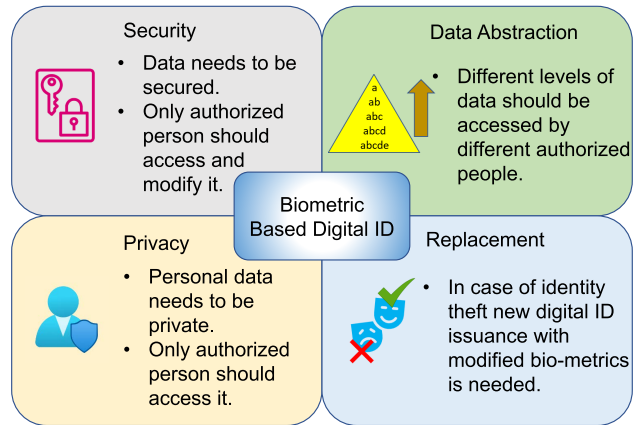 Security
• Data needs to be
secured.
• Only authorized
person should
access and
modify it.
Data Abstraction
a
ab
abc
abcd
abcde
• Different levels of
data should be
accessed by
different authorized
people.
Biometric
Based Digital ID
Privacy
• Personal data
needs to be
private.
• Only authorized
person should
access it.
Replacement
• In case of identity
theft new digital ID
issuance with
modified bio-metrics
is needed.